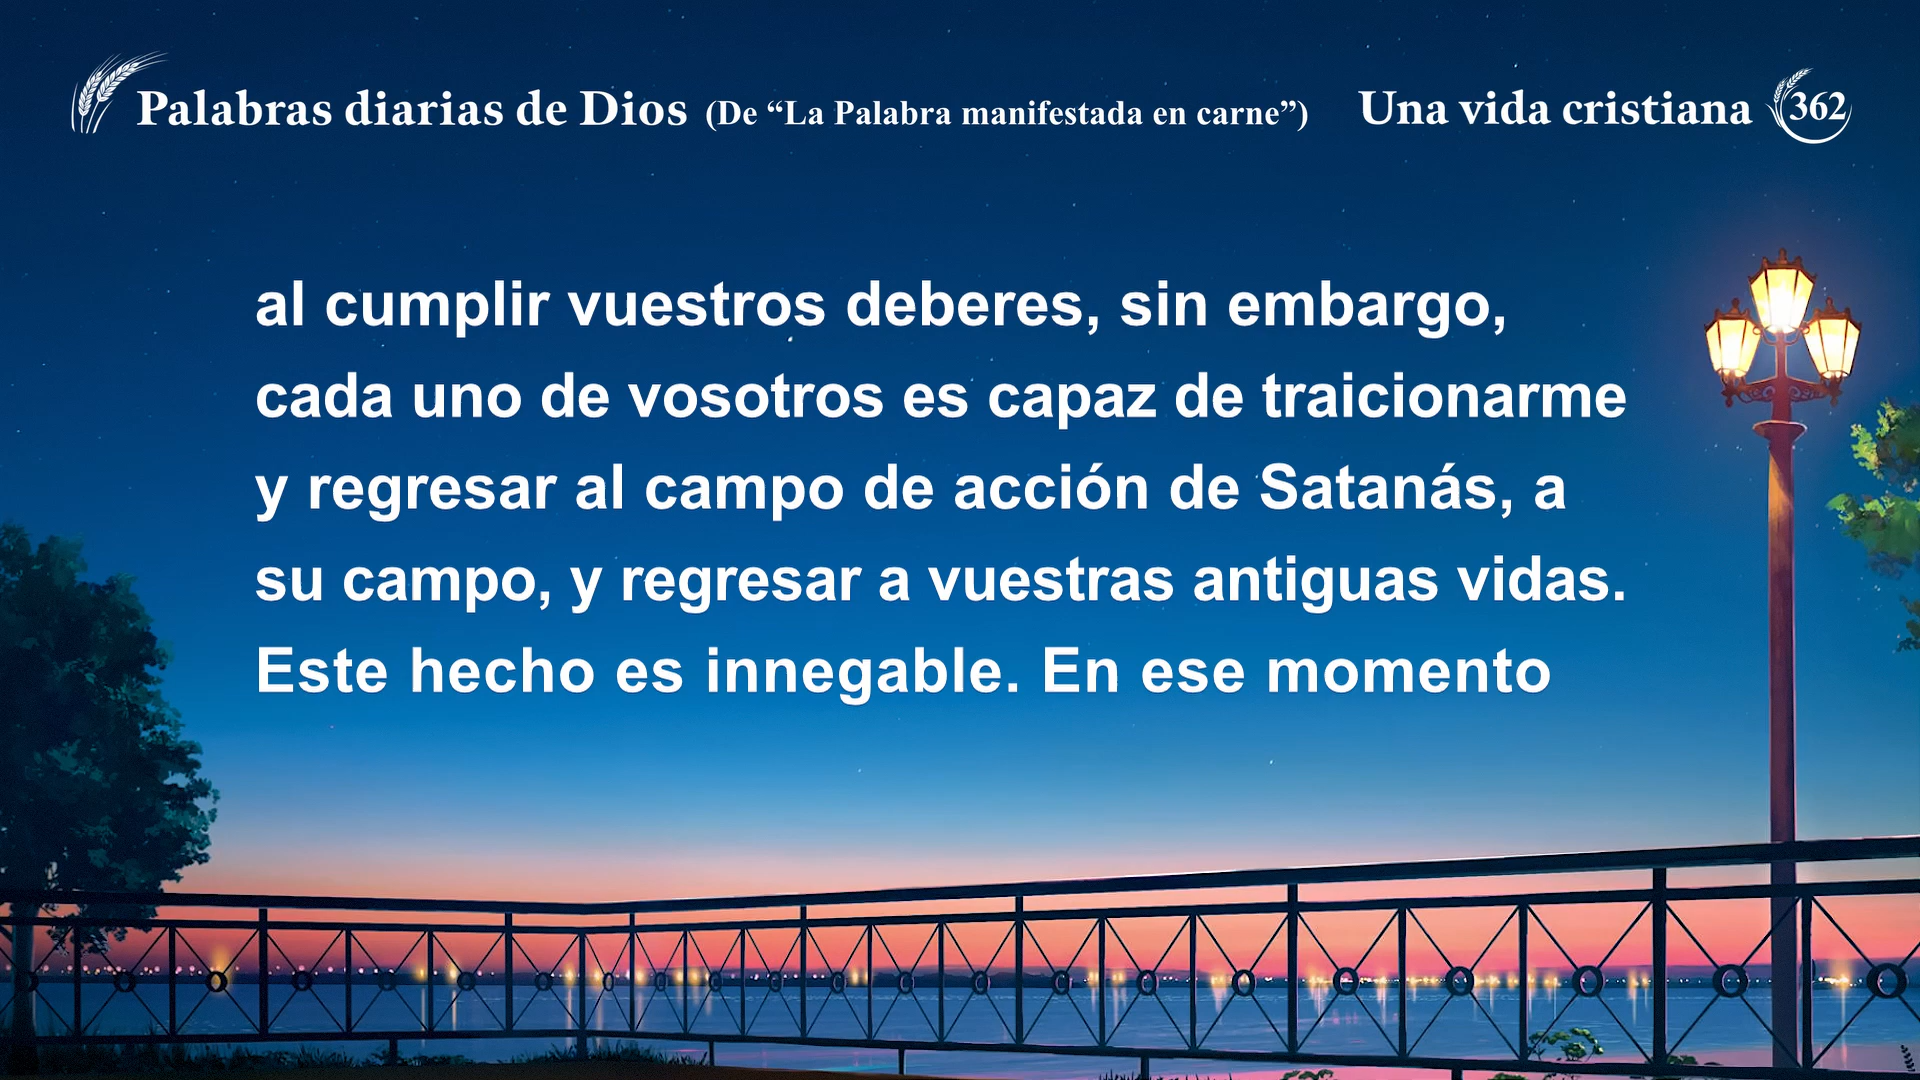 Palabras diarias de Dios (De “La Palabra manifestada en carne”) Una vida cristiana 362
al cumplir vuestros deberes, sin embargo,
cada uno de vosotros es capaz de traicionarme
y regresar al campo de acción de Satanás, a
su campo, y regresar a vuestras antiguas vidas.
Este hecho es innegable. En ese momento